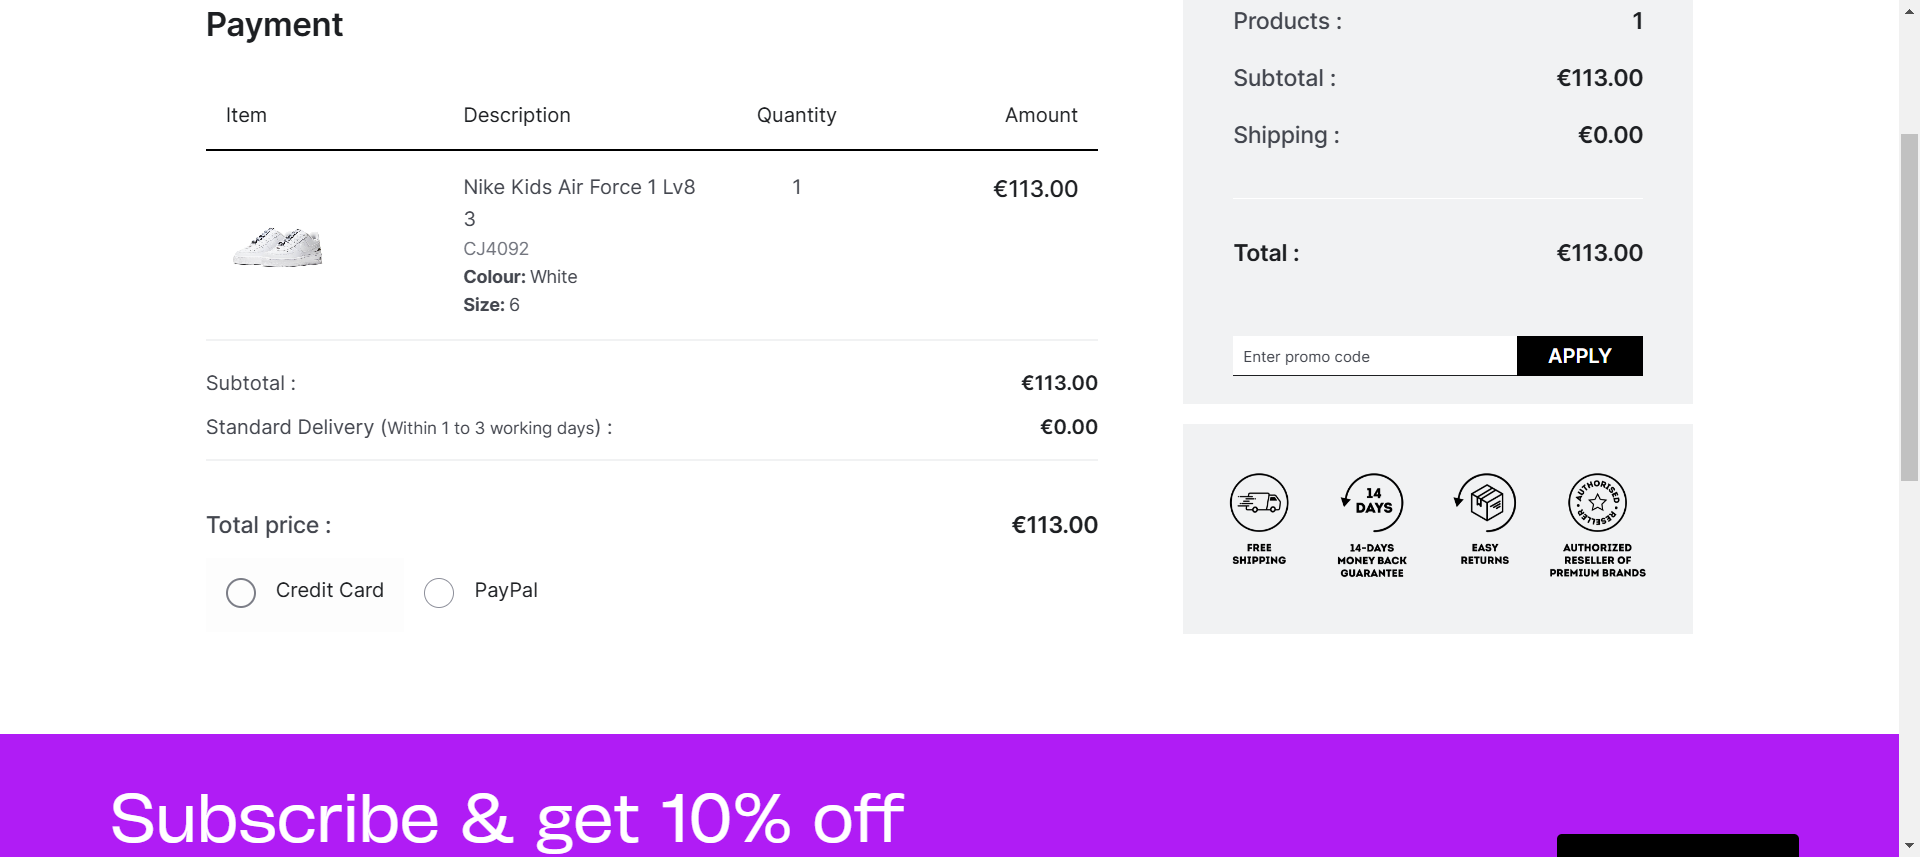 Payment
Item Description Quantity Amount
Nike Kids Air Force 1 Lv8 1 €113.00
3
CJ4092
Colour: White
Size: 6
Subtotal : €113.00
Standard Delivery (Within 1 to 3 working days) : €0.00
Total price : €113.00
Credit Card PayPal
Products : 1
Subtotal : €113.00
Shipping : €0.00
Total : €113.00
Enter promo code APPLY
14
DAYS
AUTHORISED
RESELLER
FREE
SHIPPING
14-DAYS
MONEY BACK
GUARANTEE
EASY
RETURNS
AUTHORIZED
RESELLER OF
PREMIUM BRANDS
Subscribe & get 10% off